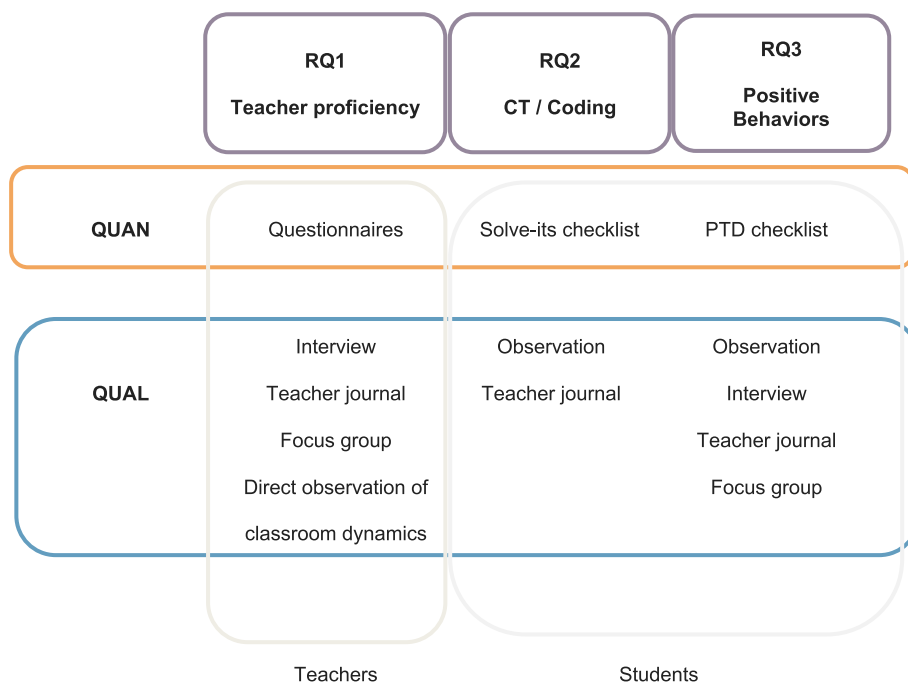 RQ1
Teacher proficiency
RQ2
CT / Coding
RQ3
Positive
Behaviors
QUAN
Questionnaires
Solve-its checklist
PTD checklist
QUAL
Interview
Teacher journal
Focus group
Direct observation of
classroom dynamics
Observation
Teacher journal
Observation
Interview
Teacher journal
Focus group
Teachers
Students